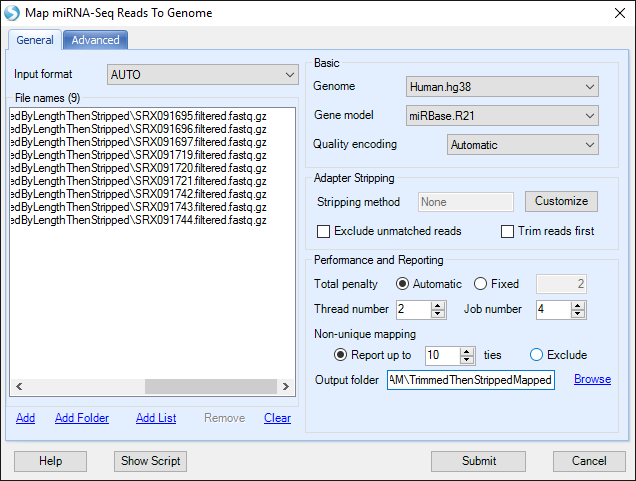 Map miRNA-Seq Reads To Genome
General
Advanced
Input format
AUTO
File names (9)
edByLengthThenStripped\SRX091695.filtered.fastq.gz
edByLengthThenStripped\SRX091696.filtered.fastq.gz
edByLengthThenStripped\SRX091697.filtered.fastq.gz
edByLengthThenStripped\SRX091719.filtered.fastq.gz
edByLengthThenStripped\SRX091720.filtered.fastq.gz
edByLengthThenStripped\SRX091721.filtered.fastq.gz
edByLengthThenStripped\SRX091742.filtered.fastq.gz
edByLengthThenStripped\SRX091743.filtered.fastq.gz
edByLengthThenStripped\SRX091744.filtered.fastq.gz
Add
Add Folder
Add List
Remove
Clear
Basic
Genome
Human.hg38
Gene model
miRBase.R21
Quality encoding
Automatic
Adapter Stripping
Stripping method
None
Customize
Exclude unmatched reads
Trim reads first
Performance and Reporting
Total penalty
Automatic
Fixed
2
Thread number
2
Job number
4
Non-unique mapping
Report up to
10
ties
Exclude
Output folder
AM\TrimmedThenStrippedMapped
Browse
Help
Show Script
Submit
Cancel